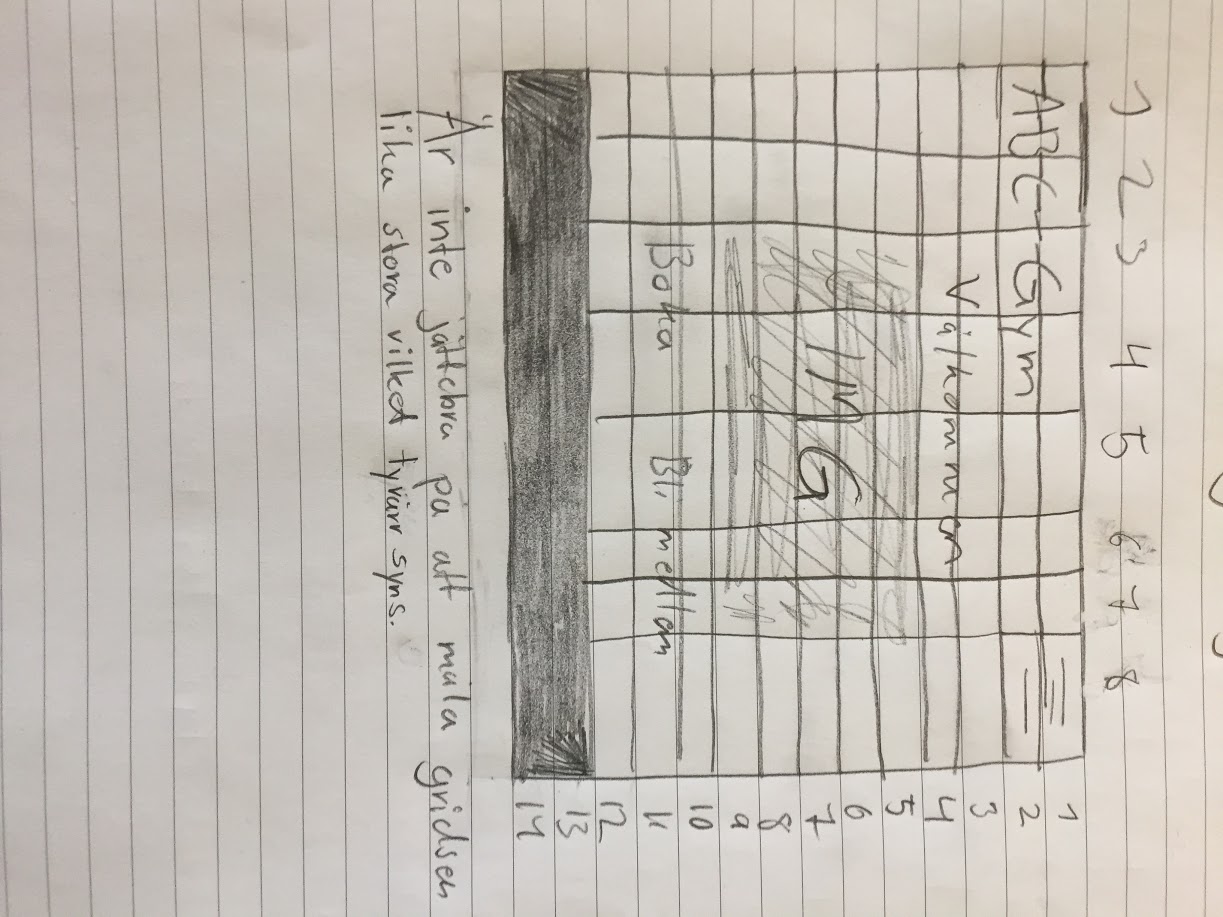 1 2 3 4 5 6 7 8
1
ABC-Gym
2
3
Välkommen
4
5
6
IMG
7
8
9
10
Boka Bli medlem
11
12
13
14
Är inte jättebra på att måla gridsen
lika stora vilket tyvärr syns.